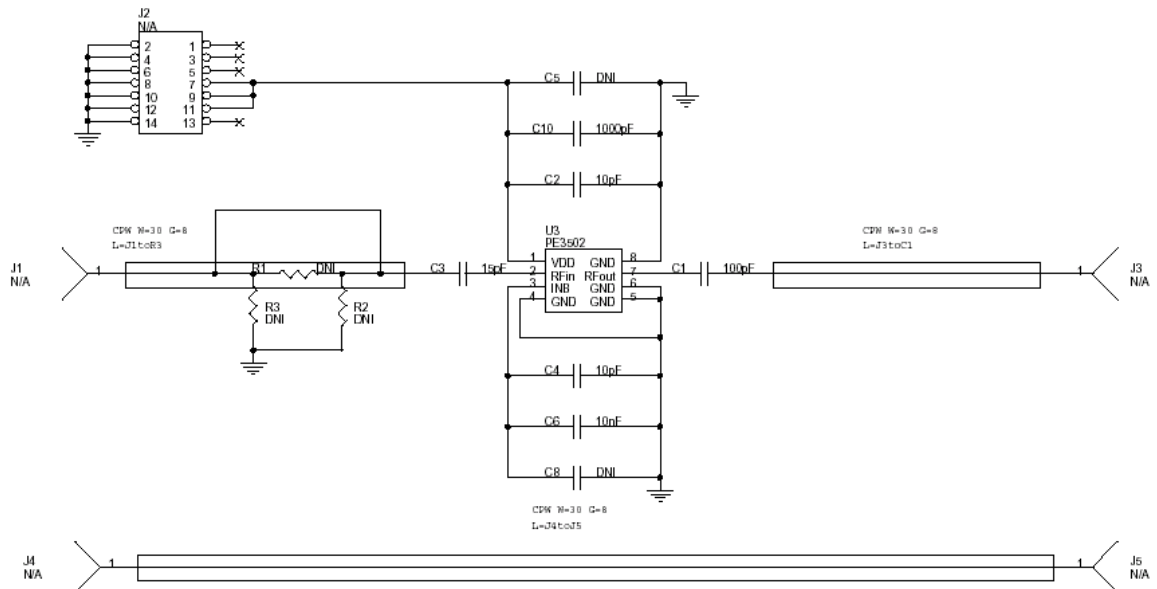 J2
N/A
2 1
4 3
6 5
8 7
10 9
12 11
14 13
C5 DNI
C10 1000pF
C2 10pF
U3
PE3502
CPW W=30 G=8
L=J1toR3
CPW W=30 G=8
L=J3toC1
1 VDD GND 8
J1
N/A
1
R1 DNI
C3 15pF
2 RFin RFout 7
C1 100pF
1
J3
N/A
3 INB GND 6
4 GND GND 5
R3
DNI
R2
DNI
C4 10pF
C6 10nF
C8 DNI
CPW W=30 G=8
L=J4toJ5
J4
N/A
1
1
J5
N/A